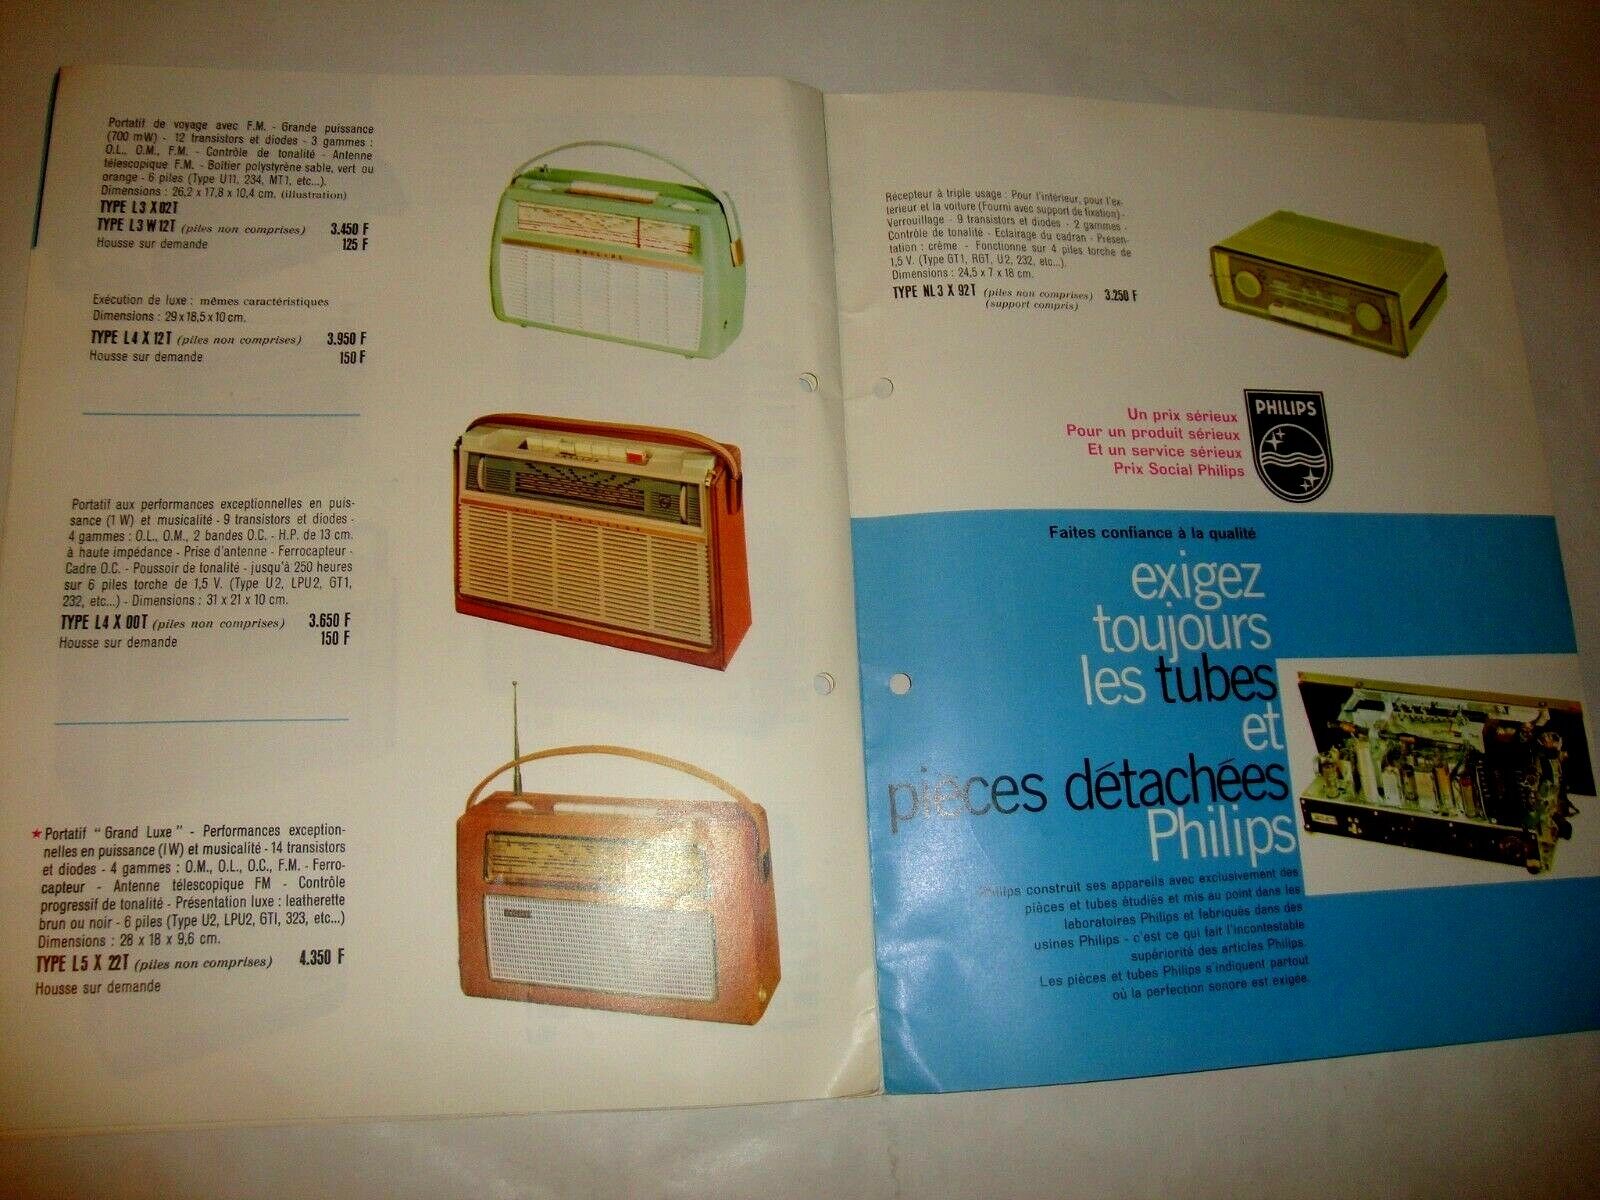 Portatif de voyage avec F.M. - Grande puissance
(700 mW) - 12 transistors et diodes - 3 gammes :
O.L., O.M., F.M. - Contrôle de tonalité - Antenne
télescopique F.M. - Boîtier polystyrène sable, vert ou
orange - 6 piles (Type U11, 234, MT1, etc...).
Dimensions : 26,2 x 17,8 x 10,4 cm. (illustration)
TYPE L3 X 02T
TYPE L3 W 12T (piles non comprises) 3.450 F
Housse sur demande 125 F
Exécution de luxe : mêmes caractéristiques
Dimensions : 29 x 18,5 x 10 cm.
TYPE L4 X 12T (piles non comprises) 3.950 F
Housse sur demande 150 F
Portatif aux performances exceptionnelles en puis-
sance (1 W) et musicalité - 9 transistors et diodes -
4 gammes : O.L., O.M., 2 bandes O.C. - H.P. de 13 cm.
à haute impédance - Prise d'antenne - Ferrocapteur -
Cadre O.C. - Poussoir de tonalité - jusqu'à 250 heures
sur 6 piles torche de 1,5 V. (Type U2, LPU2, GT1,
232, etc...) - Dimensions : 31 x 21 x 10 cm.
TYPE L4 X 00T (piles non comprises) 3.650 F
Housse sur demande 150 F
★ Portatif "Grand Luxe" - Performances exception-
nelles en puissance (1W) et musicalité - 14 transistors
et diodes - 4 gammes : O.M., O.L., O.C., F.M. - Ferro-
capteur - Antenne télescopique FM - Contrôle
progressif de tonalité - Présentation luxe : leatherette
brun ou noir - 6 piles (Type U2, LPU2, GTI, 323, etc...)
Dimensions : 28 x 18 x 9,6 cm.
TYPE L5 X 22T (piles non comprises) 4.350 F
Housse sur demande
PHILIPS
Récepteur à triple usage : Pour l'intérieur, pour l'ex-
térieur et la voiture (Fourni avec support de fixation) -
Verrouillage - 9 transistors et diodes - 2 gammes -
Contrôle de tonalité - Eclairage du cadran - Présen-
tation : crème - Fonctionne sur 4 piles torche de
1,5 V. (Type GT1, RGT, U2, 232, etc...).
Dimensions : 24,5 x 7 x 18 cm.
TYPE NL3 X 92T (piles non comprises) 3.250 F
(support compris)
Un prix sérieux
Pour un produit sérieux
Et un service sérieux
Prix Social Philips
PHILIPS
Faites confiance à la qualité
exigez
toujours
les tubes
et
pièces détachées
Philips
Philips construit ses appareils avec exclusivement des
pièces et tubes étudiés et mis au point dans les
laboratoires Philips et fabriqués dans des
usines Philips - c'est ce qui fait l'incontestable
supériorité des articles Philips.
Les pièces et tubes Philips s'indiquent partout
où la perfection sonore est exigée.